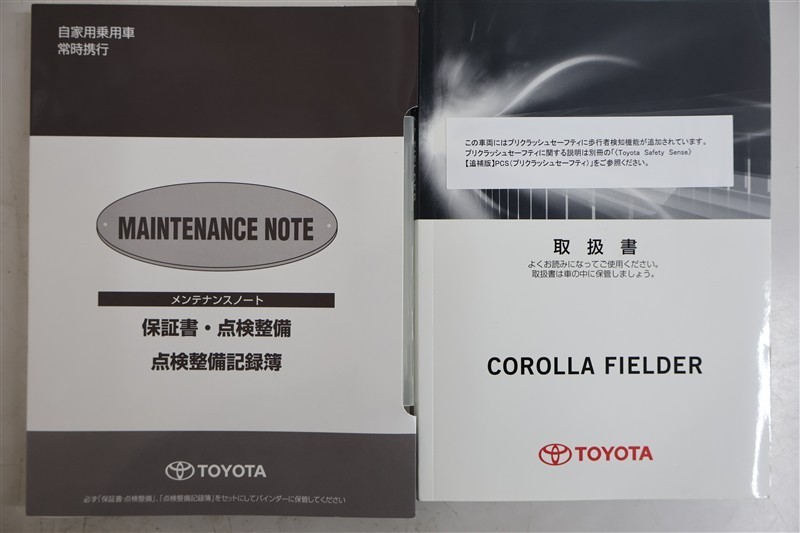 自家用乗用車
常時携行
MAINTENANCE NOTE
メンテナンスノート
保証書・点検整備
点検整備記録簿
TOYOTA
必ず「保証書・点検整備」、「点検整備記録簿」をセットにしてバインダーに保管してください
この車両にはプリクラッシュセーフティに歩行者検知機能が追加されています。
プリクラッシュセーフティに関する説明は別冊の「〈Toyota Safety Sense〉
【追補版】PCS(プリクラッシュセーフティ)」をご参照ください。
取扱書
よくお読みになってご使用ください。
取扱書は車の中に保管しましょう。
COROLLA FIELDER
TOYOTA